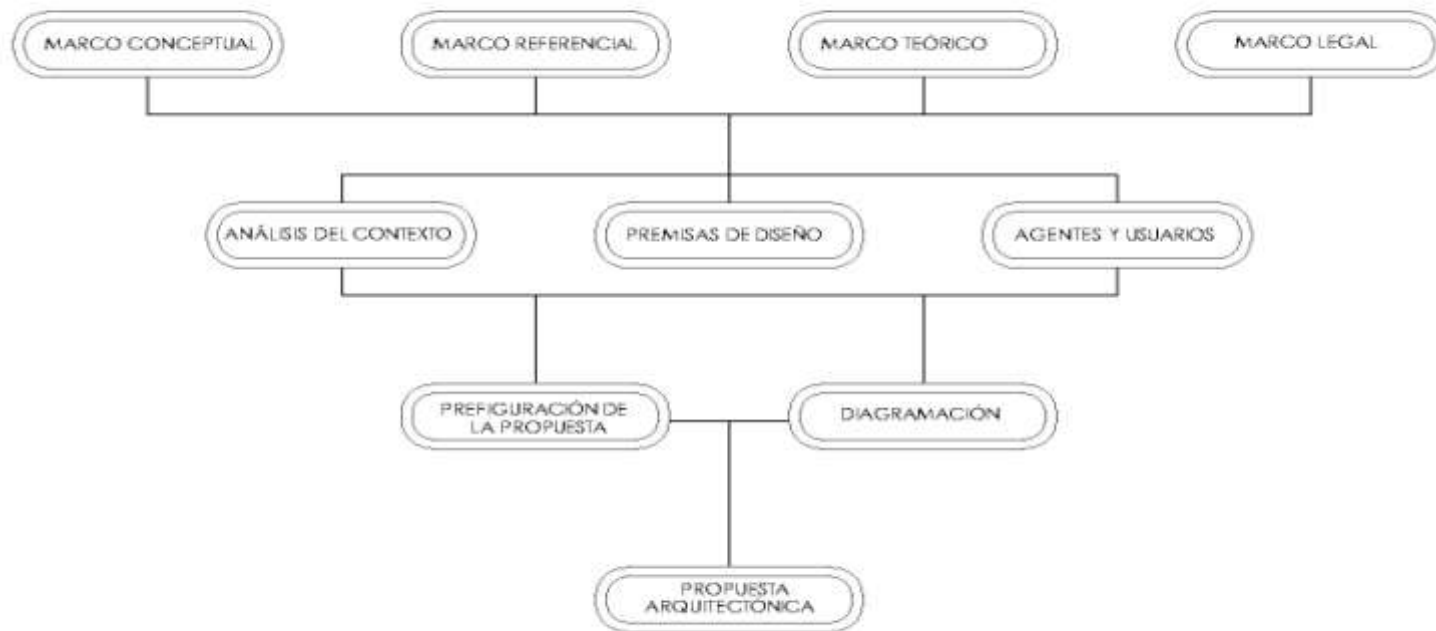 MARCO CONCEPTUAL
MARCO REFERENCIAL
MARCO TEÓRICO
MARCO LEGAL
ANÁLISIS DEL CONTEXTO
PREMISAS DE DISEÑO
AGENTES Y USUARIOS
PREFIGURACIÓN DE
LA PROPUESTA
DIAGRAMACIÓN
PROPUESTA
ARQUITECTÓNICA